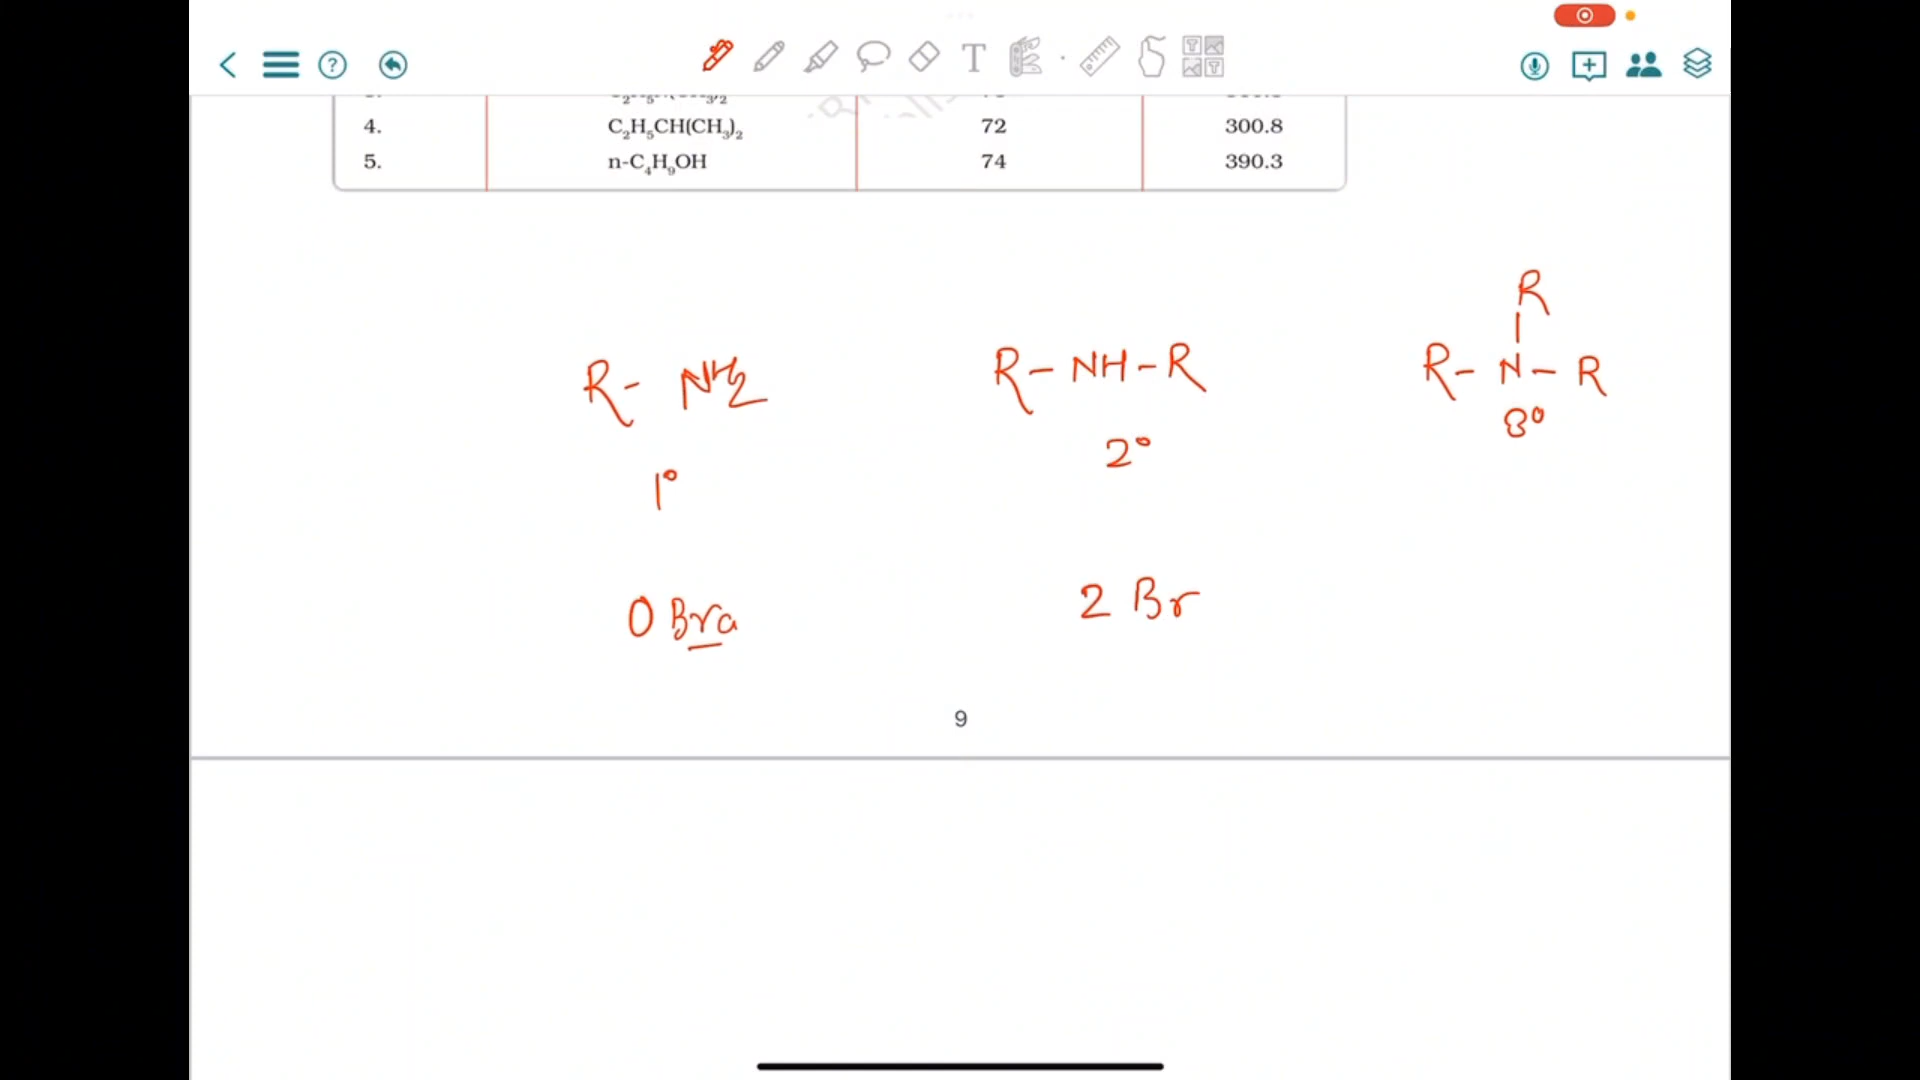 4. C₂H₅CH(CH₃)₂ 72 300.8
5. n-C₄H₉OH 74 390.3
R
R- NH2 R-NH-R R-N-R
1° 2° 3°
0 Bra 2 Br
9